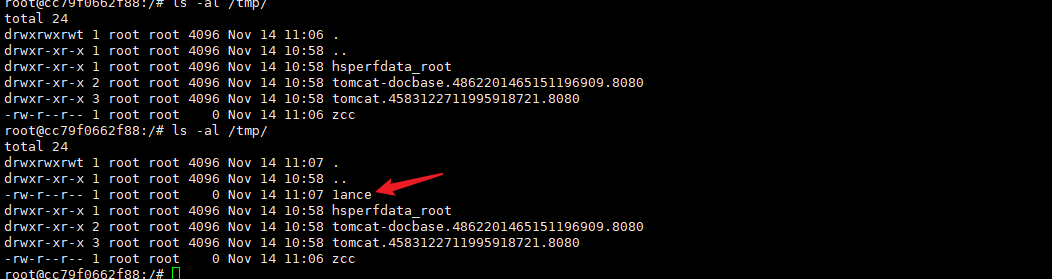 root@cc79f0662f88:/# ls -al /tmp/
total 24
drwxrwxrwt 1 root root 4096 Nov 14 11:06 .
drwxr-xr-x 1 root root 4096 Nov 14 10:58 ..
drwxr-xr-x 1 root root 4096 Nov 14 10:58 hsperfdata_root
drwxr-xr-x 2 root root 4096 Nov 14 10:58 tomcat-docbase.4862201465151196909.8080
drwxr-xr-x 3 root root 4096 Nov 14 10:58 tomcat.4583122711995918721.8080
-rw-r--r-- 1 root root    0 Nov 14 11:06 zcc
root@cc79f0662f88:/# ls -al /tmp/
total 24
drwxrwxrwt 1 root root 4096 Nov 14 11:07 .
drwxr-xr-x 1 root root 4096 Nov 14 10:58 ..
-rw-r--r-- 1 root root    0 Nov 14 11:07 1ance
drwxr-xr-x 1 root root 4096 Nov 14 10:58 hsperfdata_root
drwxr-xr-x 2 root root 4096 Nov 14 10:58 tomcat-docbase.4862201465151196909.8080
drwxr-xr-x 3 root root 4096 Nov 14 10:58 tomcat.4583122711995918721.8080
-rw-r--r-- 1 root root    0 Nov 14 11:06 zcc
root@cc79f0662f88:/#